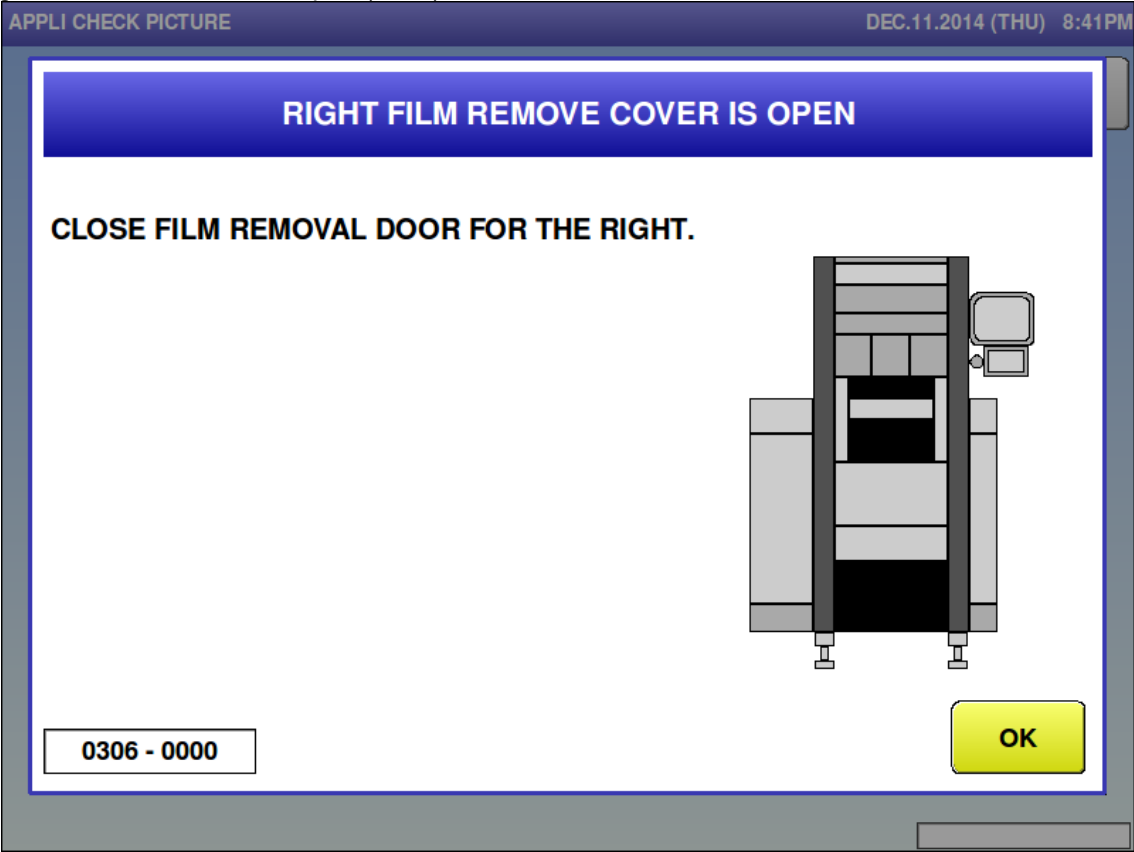 APPLI CHECK PICTURE DEC.11.2014 (THU) 8:41PM
RIGHT FILM REMOVE COVER IS OPEN
CLOSE FILM REMOVAL DOOR FOR THE RIGHT.
0306 - 0000
OK